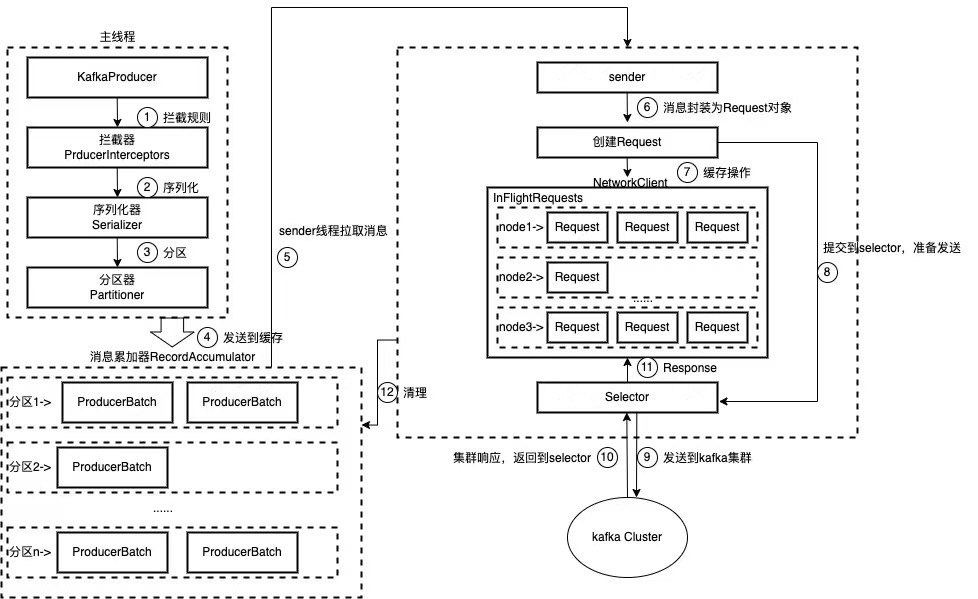 主线程
KafkaProducer
① 拦截规则
拦截器
PrducerInterceptors
② 序列化
序列化器
Serializer
③ 分区
分区器
Partitioner
④ 发送到缓存
消息累加器RecordAccumulator
分区1-> ProducerBatch ProducerBatch
分区2-> ProducerBatch
......
分区n-> ProducerBatch ProducerBatch
sender线程拉取消息
⑤
sender
⑥ 消息封装为Request对象
创建Request
⑦ 缓存操作
NetworkClient
InFlightRequests
node1-> Request Request Request
node2-> Request
......
node3-> Request Request Request
提交到selector，准备发送
⑧
⑪ Response
Selector
⑫ 清理
集群响应，返回到selector ⑩
⑨ 发送到kafka集群
kafka Cluster